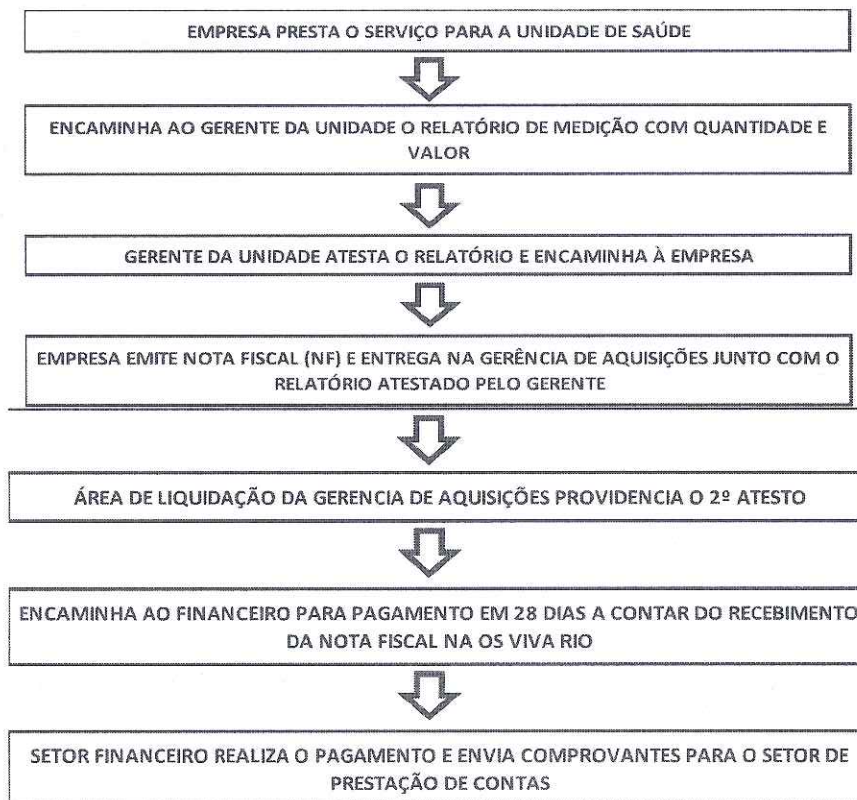 EMPRESA PRESTA O SERVIÇO PARA A UNIDADE DE SAÚDE
ENCAMINHA AO GERENTE DA UNIDADE O RELATÓRIO DE MEDIÇÃO COM QUANTIDADE E
VALOR
GERENTE DA UNIDADE ATESTA O RELATÓRIO E ENCAMINHA À EMPRESA
EMPRESA EMITE NOTA FISCAL (NF) E ENTREGA NA GERÊNCIA DE AQUISIÇÕES JUNTO COM O
RELATÓRIO ATESTADO PELO GERENTE
ÁREA DE LIQUIDAÇÃO DA GERENCIA DE AQUISIÇÕES PROVIDENCIA O 2º ATESTO
ENCAMINHA AO FINANCEIRO PARA PAGAMENTO EM 28 DIAS A CONTAR DO RECEBIMENTO
DA NOTA FISCAL NA OS VIVA RIO
SETOR FINANCEIRO REALIZA O PAGAMENTO E ENVIA COMPROVANTES PARA O SETOR DE
PRESTAÇÃO DE CONTAS